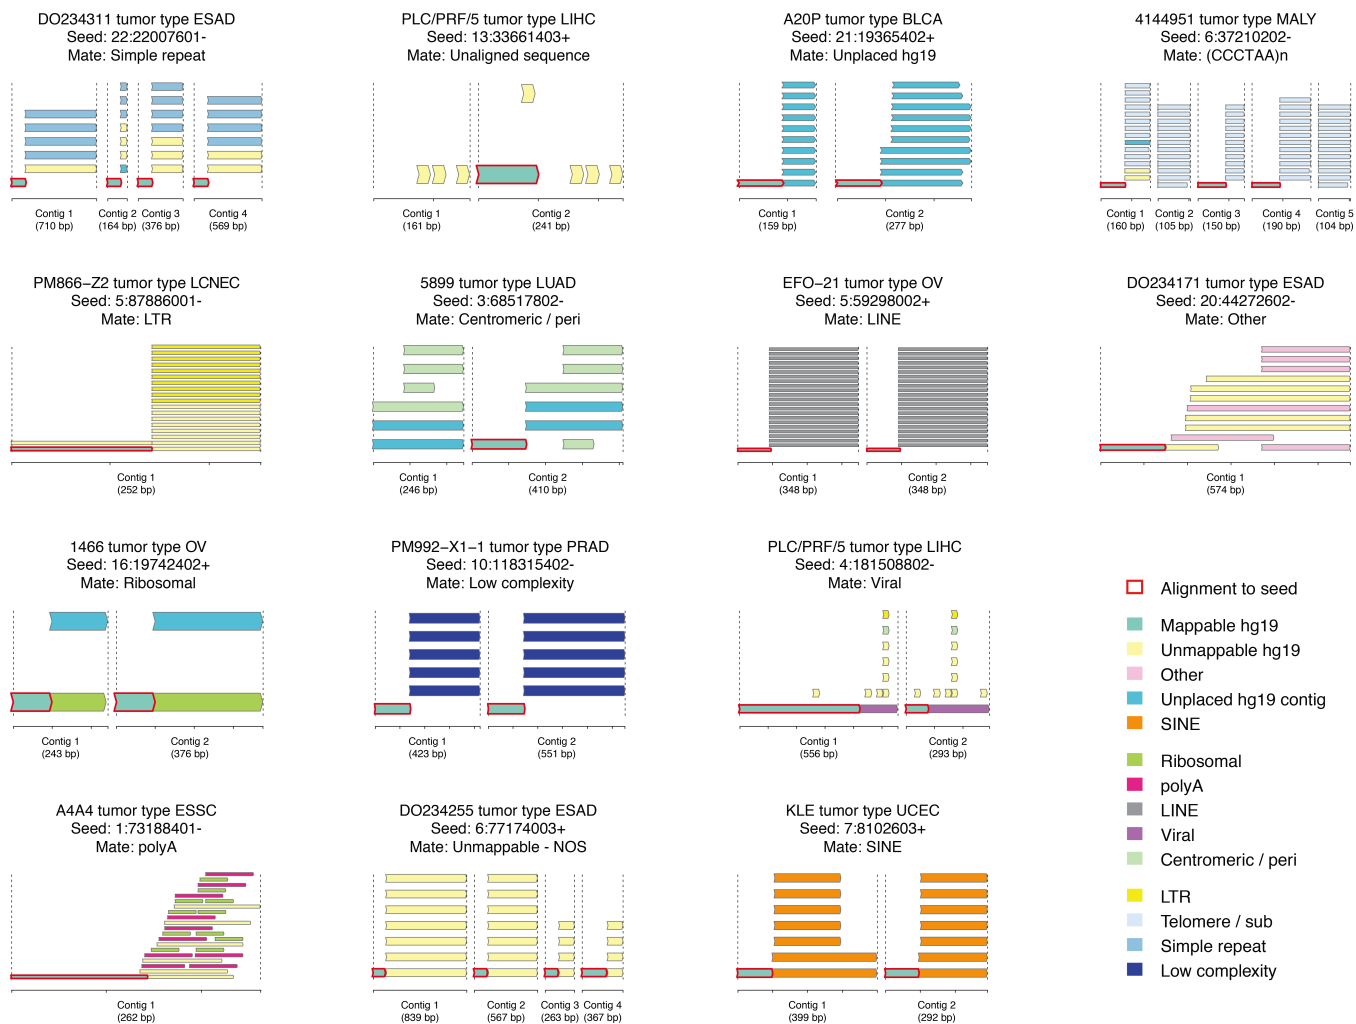 DO234311 tumor type ESAD
Seed: 22:22007601-
Mate: Simple repeat
Contig 1
(710 bp)
Contig 2
(164 bp)
Contig 3
(376 bp)
Contig 4
(569 bp)
PLC/PRF/5 tumor type LIHC
Seed: 13:33661403+
Mate: Unaligned sequence
Contig 1
(161 bp)
Contig 2
(241 bp)
A20P tumor type BLCA
Seed: 21:19365402+
Mate: Unplaced hg19
Contig 1
(159 bp)
Contig 2
(277 bp)
4144951 tumor type MALY
Seed: 6:37210202-
Mate: (CCCTAA)n
Contig 1
(160 bp)
Contig 2
(105 bp)
Contig 3
(150 bp)
Contig 4
(190 bp)
Contig 5
(104 bp)
PM866−Z2 tumor type LCNEC
Seed: 5:87886001-
Mate: LTR
Contig 1
(252 bp)
5899 tumor type LUAD
Seed: 3:68517802-
Mate: Centromeric / peri
Contig 1
(246 bp)
Contig 2
(410 bp)
EFO−21 tumor type OV
Seed: 5:59298002+
Mate: LINE
Contig 1
(348 bp)
Contig 2
(348 bp)
DO234171 tumor type ESAD
Seed: 20:44272602-
Mate: Other
Contig 1
(574 bp)
1466 tumor type OV
Seed: 16:19742402+
Mate: Ribosomal
Contig 1
(243 bp)
Contig 2
(376 bp)
PM992−X1−1 tumor type PRAD
Seed: 10:118315402-
Mate: Low complexity
Contig 1
(423 bp)
Contig 2
(551 bp)
PLC/PRF/5 tumor type LIHC
Seed: 4:181508802-
Mate: Viral
Contig 1
(556 bp)
Contig 2
(293 bp)
A4A4 tumor type ESSC
Seed: 1:73188401-
Mate: polyA
Contig 1
(262 bp)
DO234255 tumor type ESAD
Seed: 6:77174003+
Mate: Unmappable - NOS
Contig 1
(839 bp)
Contig 2
(567 bp)
Contig 3
(263 bp)
Contig 4
(367 bp)
KLE tumor type UCEC
Seed: 7:8102603+
Mate: SINE
Contig 1
(399 bp)
Contig 2
(292 bp)
Alignment to seed
Mappable hg19
Unmappable hg19
Other
Unplaced hg19 contig
SINE
Ribosomal
polyA
LINE
Viral
Centromeric / peri
LTR
Telomere / sub
Simple repeat
Low complexity